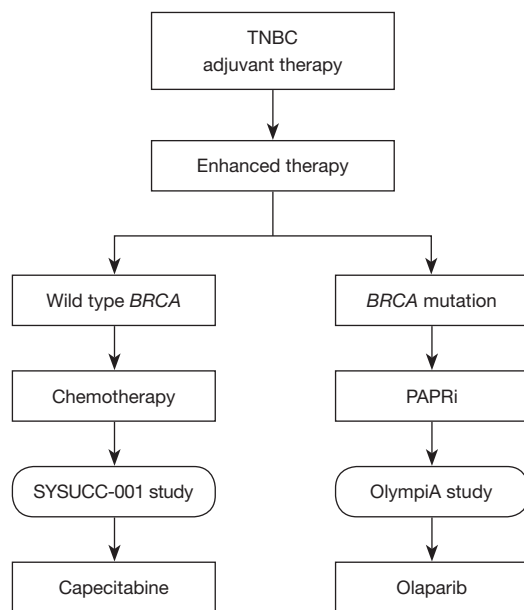 TNBC
adjuvant therapy
Enhanced therapy
Wild type BRCA
BRCA mutation
Chemotherapy
PAPRi
SYSUCC-001 study
OlympiA study
Capecitabine
Olaparib